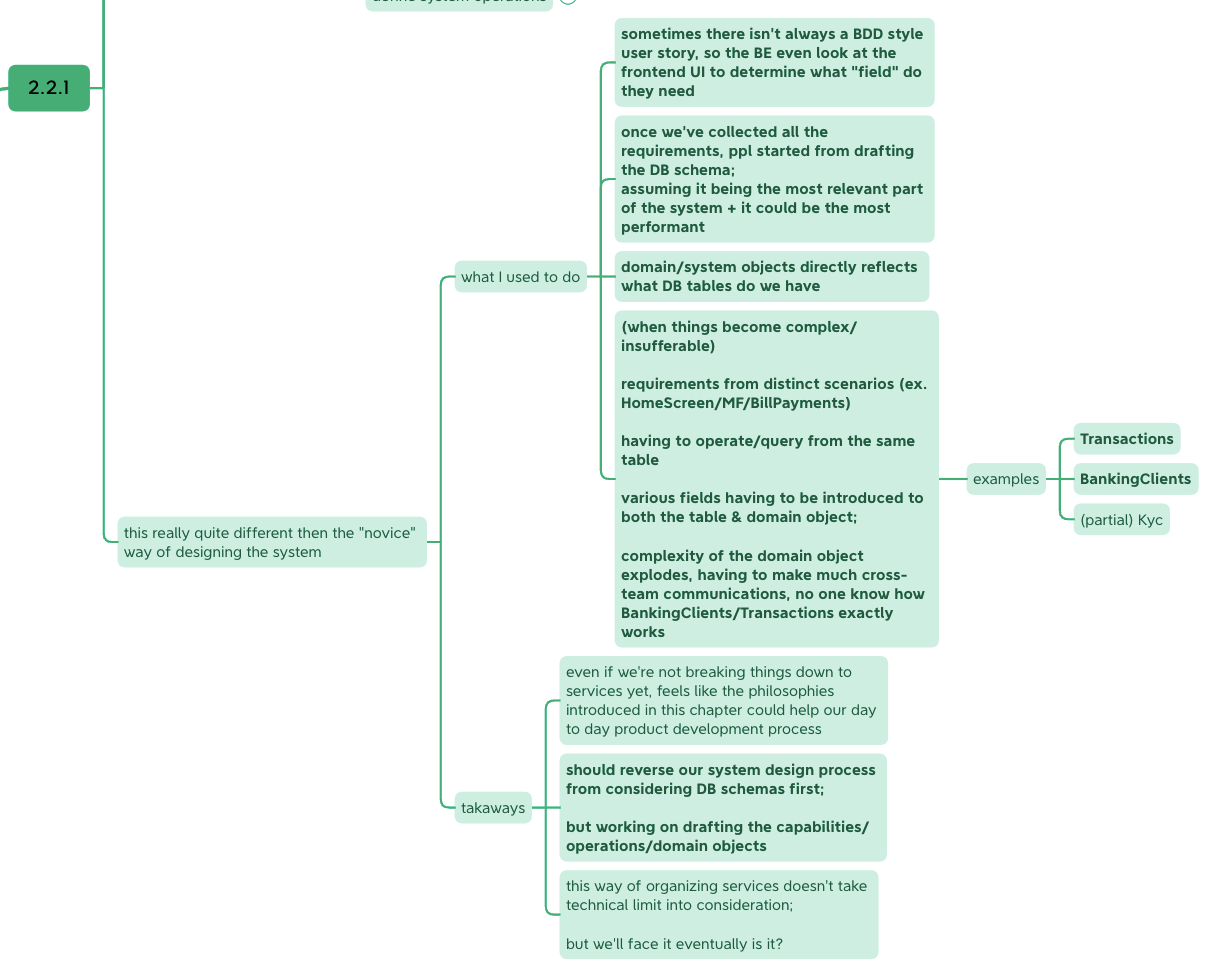 define system operations
2.2.1
sometimes there isn't always a BDD style
user story, so the BE even look at the
frontend UI to determine what "field" do
they need
once we've collected all the
requirements, ppl started from drafting
the DB schema;
assuming it being the most relevant part
of the system + it could be the most
performant
what I used to do
domain/system objects directly reflects
what DB tables do we have
(when things become complex/
insufferable)
requirements from distinct scenarios (ex.
HomeScreen/MF/BillPayments)
having to operate/query from the same
table
various fields having to be introduced to
both the table & domain object;
complexity of the domain object
explodes, having to make much cross-
team communications, no one know how
BankingClients/Transactions exactly
works
examples
Transactions
BankingClients
(partial) Kyc
this really quite different then the "novice"
way of designing the system
takaways
even if we're not breaking things down to
services yet, feels like the philosophies
introduced in this chapter could help our day
to day product development process
should reverse our system design process
from considering DB schemas first;
but working on drafting the capabilities/
operations/domain objects
this way of organizing services doesn't take
technical limit into consideration;
but we'll face it eventually is it?